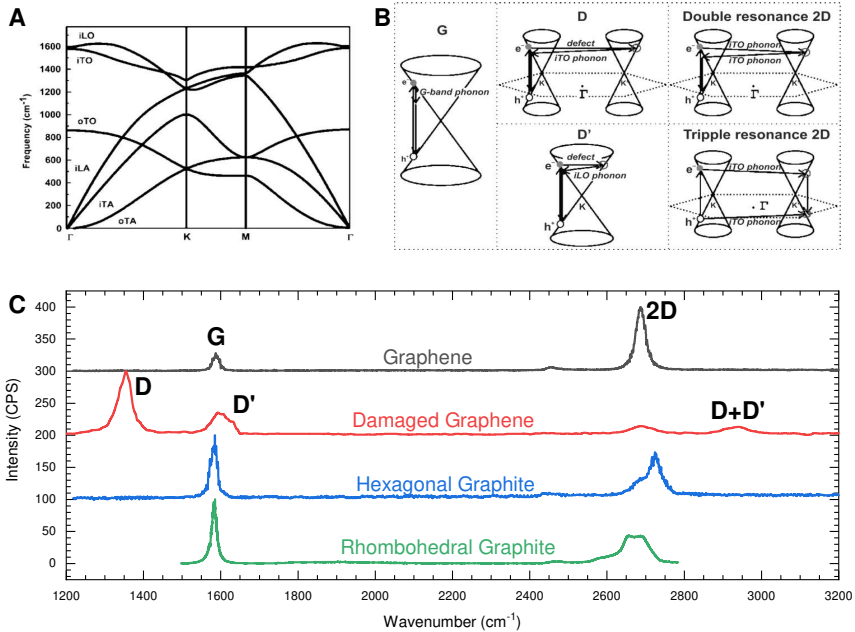 A
iLO
iTO
oTO
iLA
iTA
oTA
Frequency (cm⁻¹)
1600
1400
1200
1000
800
600
400
200
0
Γ
K
M
Γ
B
G
e⁻
G-band phonon
h⁺
D
e⁻
defect
iTO phonon
K
K
h⁺
Γ
Double resonance 2D
e⁻
iTO phonon
iTO phonon
K
K
h⁺
Γ
D'
e⁻
defect
iLO phonon
K
h⁺
Tripple resonance 2D
e⁻
iTO phonon
K
K
Γ
h⁺
iTO phonon
C
400
350
300
250
200
150
100
50
0
Intensity (CPS)
G
2D
Graphene
D
D'
D+D'
Damaged Graphene
Hexagonal Graphite
Rhombohedral Graphite
1200 1400 1600 1800 2000 2200 2400 2600 2800 3000 3200
Wavenumber (cm⁻¹)